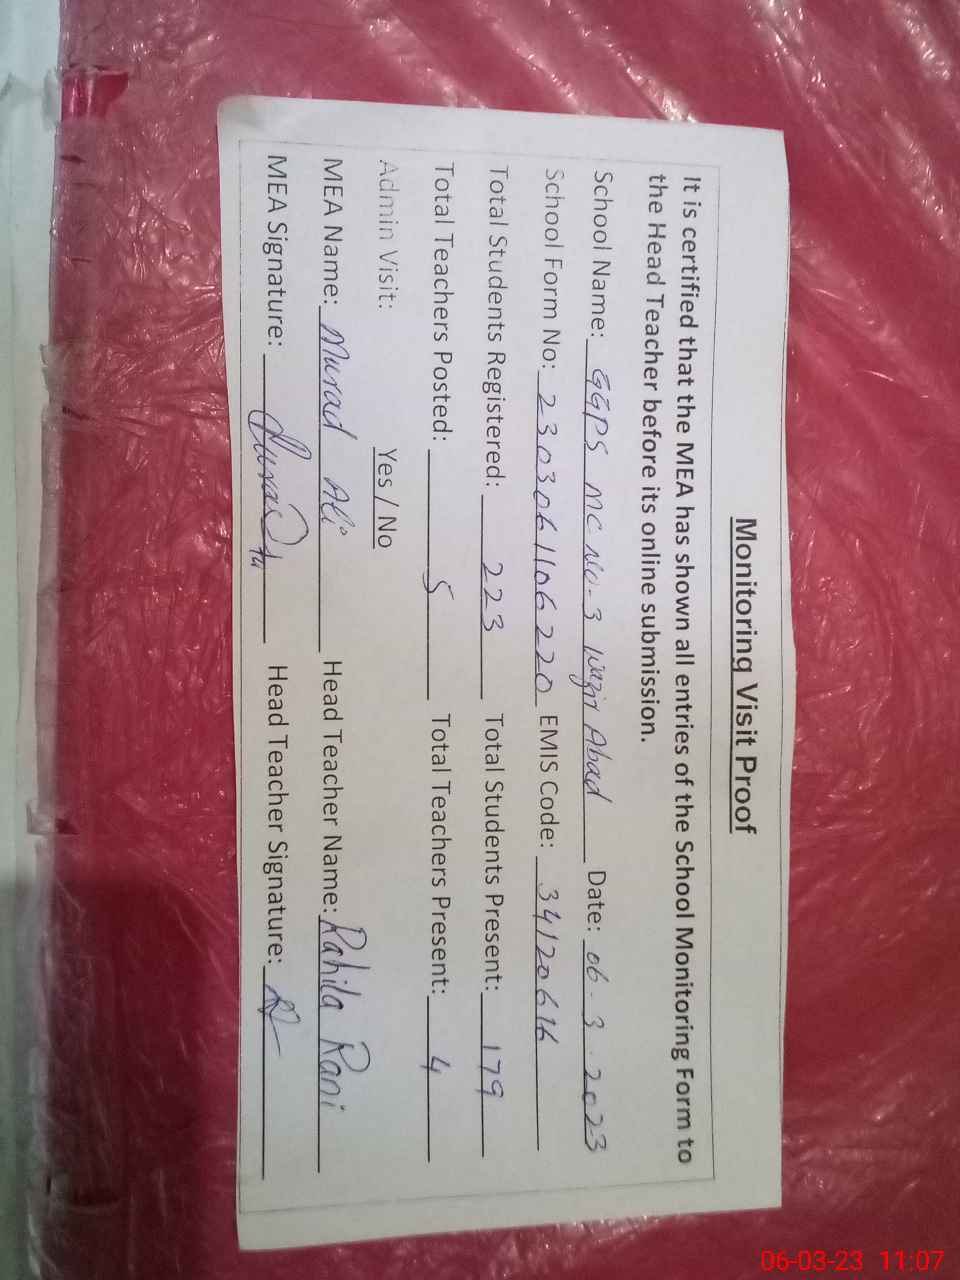 Monitoring Visit Proof
It is certified that the MEA has shown all entries of the School Monitoring Form to
the Head Teacher before its online submission.
School Name: GGPS MC No-3 Wazir Abad Date: 06-3-2023
School Form No: 2303061106220 EMIS Code: 34120616
Total Students Registered: 223 Total Students Present: 179
Total Teachers Posted: 5 Total Teachers Present: 4
Admin Visit: Yes / No
MEA Name: Murad Ali Head Teacher Name: Rahila Rani
MEA Signature: Head Teacher Signature:
06-03-23 11:07